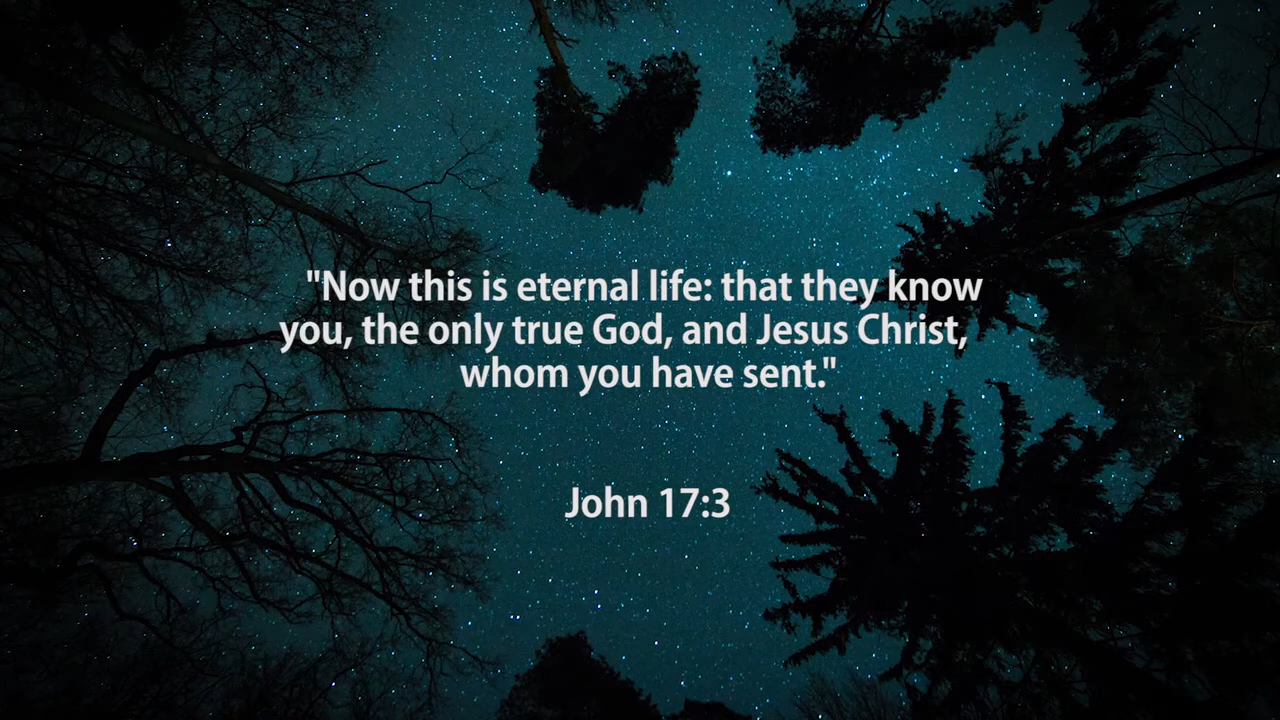 "Now this is eternal life: that they know
you, the only true God, and Jesus Christ,
whom you have sent."
John 17:3